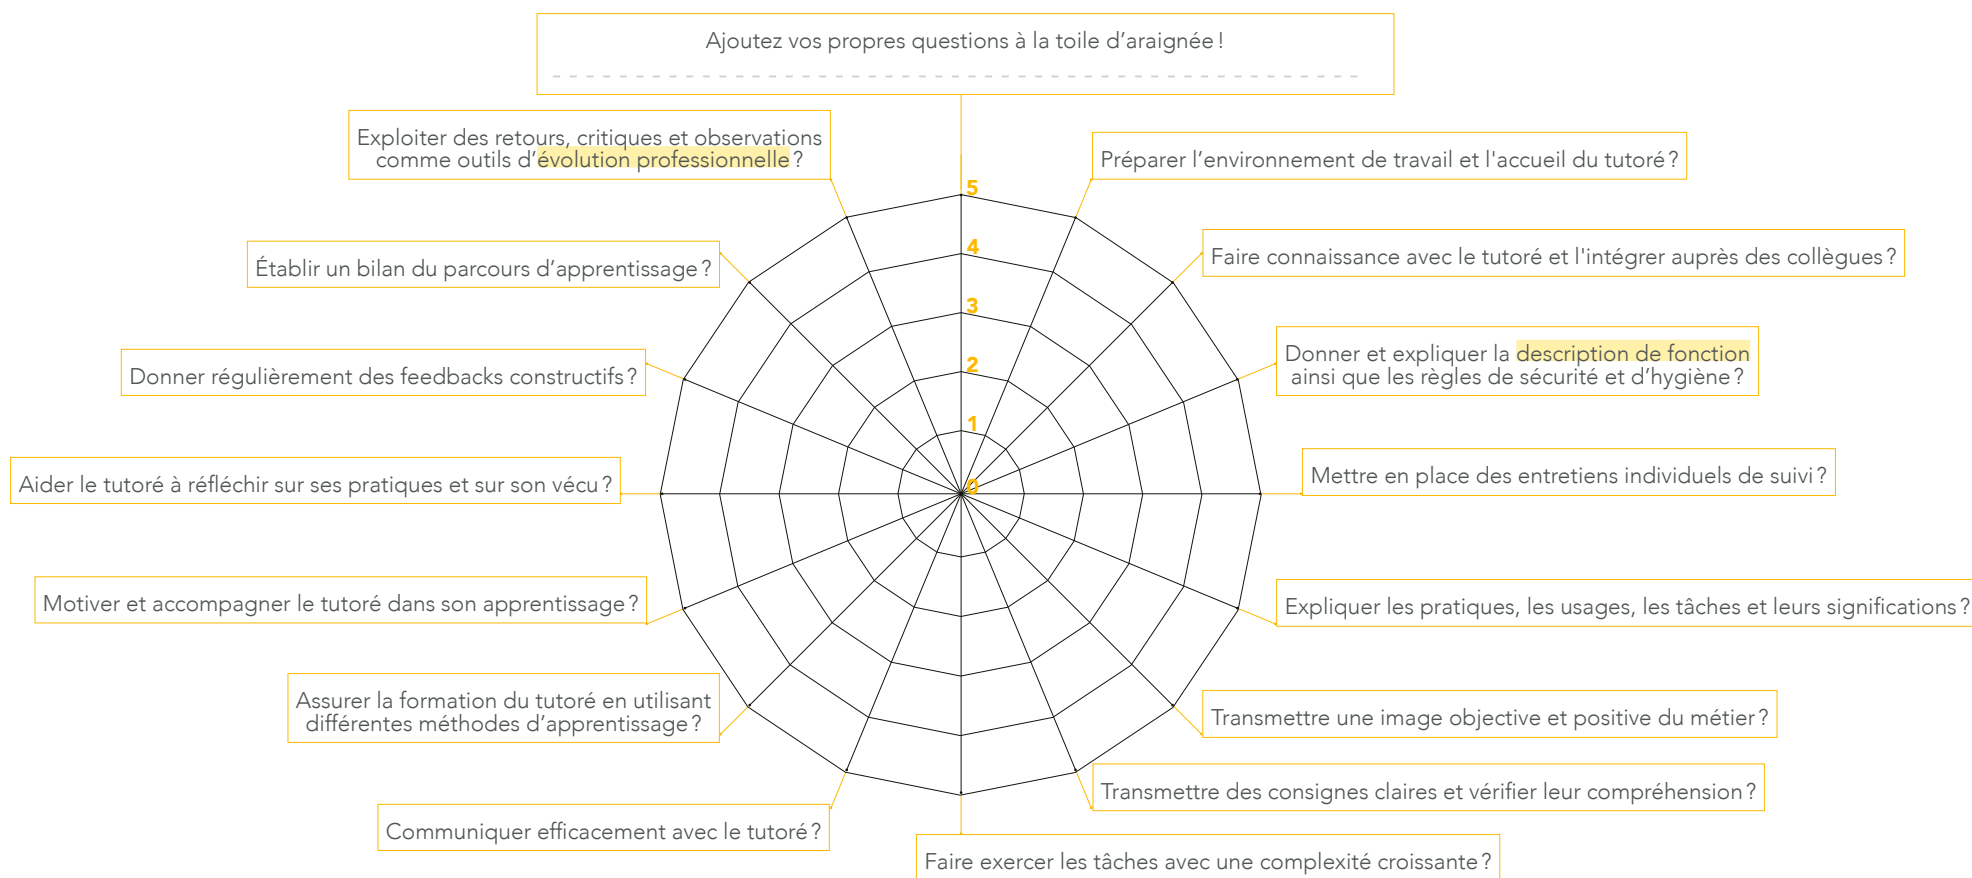 Ajoutez vos propres questions à la toile d’araignée !
Exploiter des retours, critiques et observations
comme outils d’évolution professionnelle ?
Préparer l’environnement de travail et l'accueil du tutoré ?
5
Établir un bilan du parcours d’apprentissage ?
4
Faire connaissance avec le tutoré et l'intégrer auprès des collègues ?
3
Donner régulièrement des feedbacks constructifs ?
2
Donner et expliquer la description de fonction
ainsi que les règles de sécurité et d’hygiène ?
1
Aider le tutoré à réfléchir sur ses pratiques et sur son vécu ?
0
Mettre en place des entretiens individuels de suivi ?
Motiver et accompagner le tutoré dans son apprentissage ?
Expliquer les pratiques, les usages, les tâches et leurs significations ?
Assurer la formation du tutoré en utilisant
différentes méthodes d’apprentissage ?
Transmettre une image objective et positive du métier ?
Transmettre des consignes claires et vérifier leur compréhension ?
Communiquer efficacement avec le tutoré ?
Faire exercer les tâches avec une complexité croissante ?